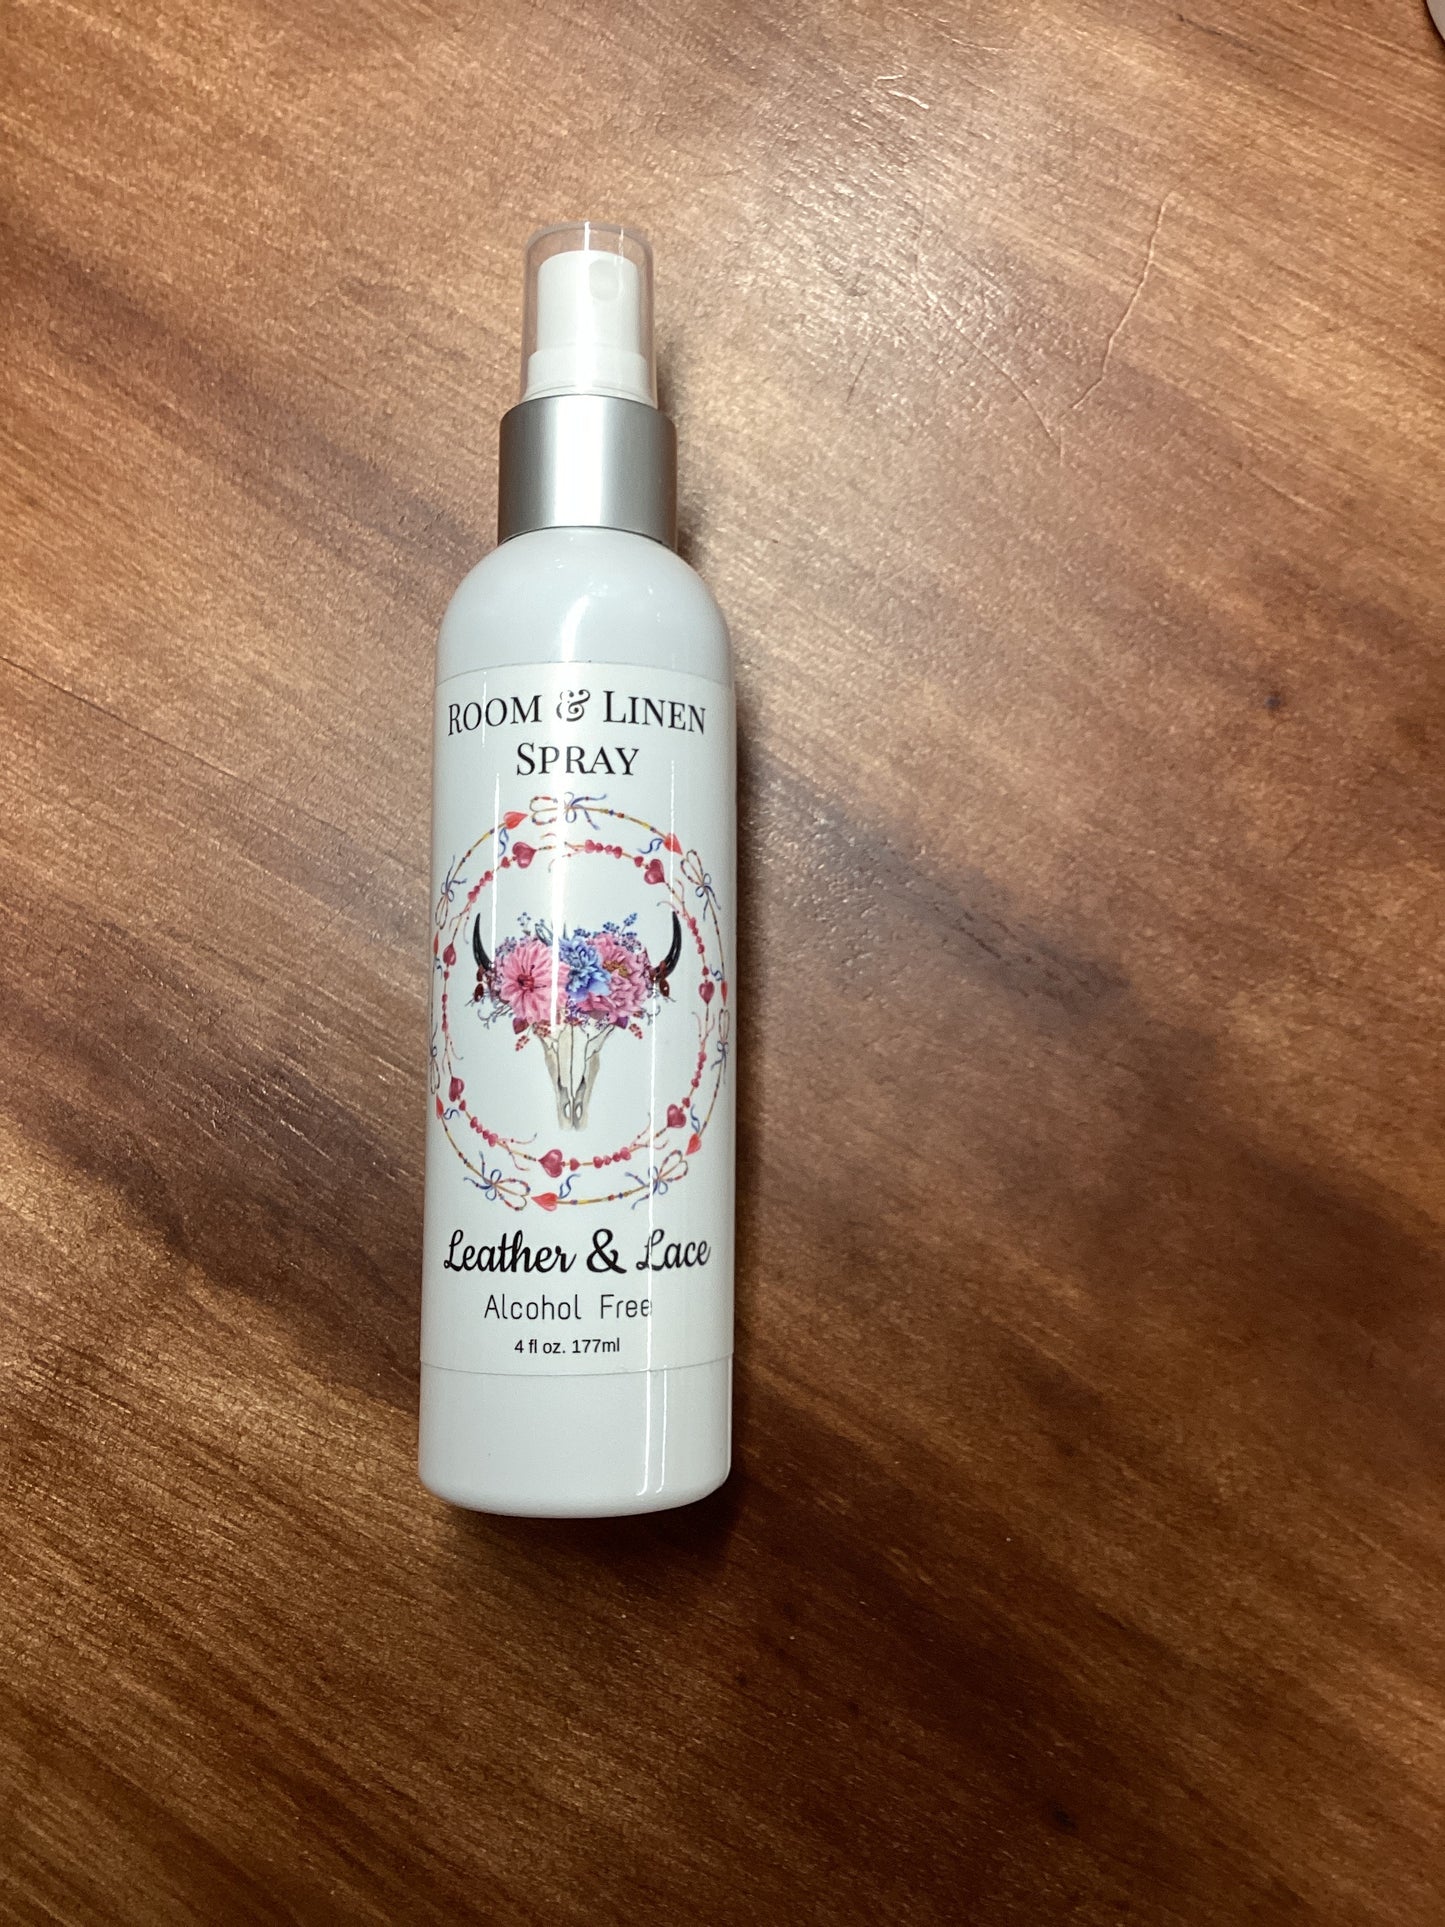 ROOM & LINEN
SPRAY
Leather & Lace
Alcohol Free
4 fl oz. 177ml